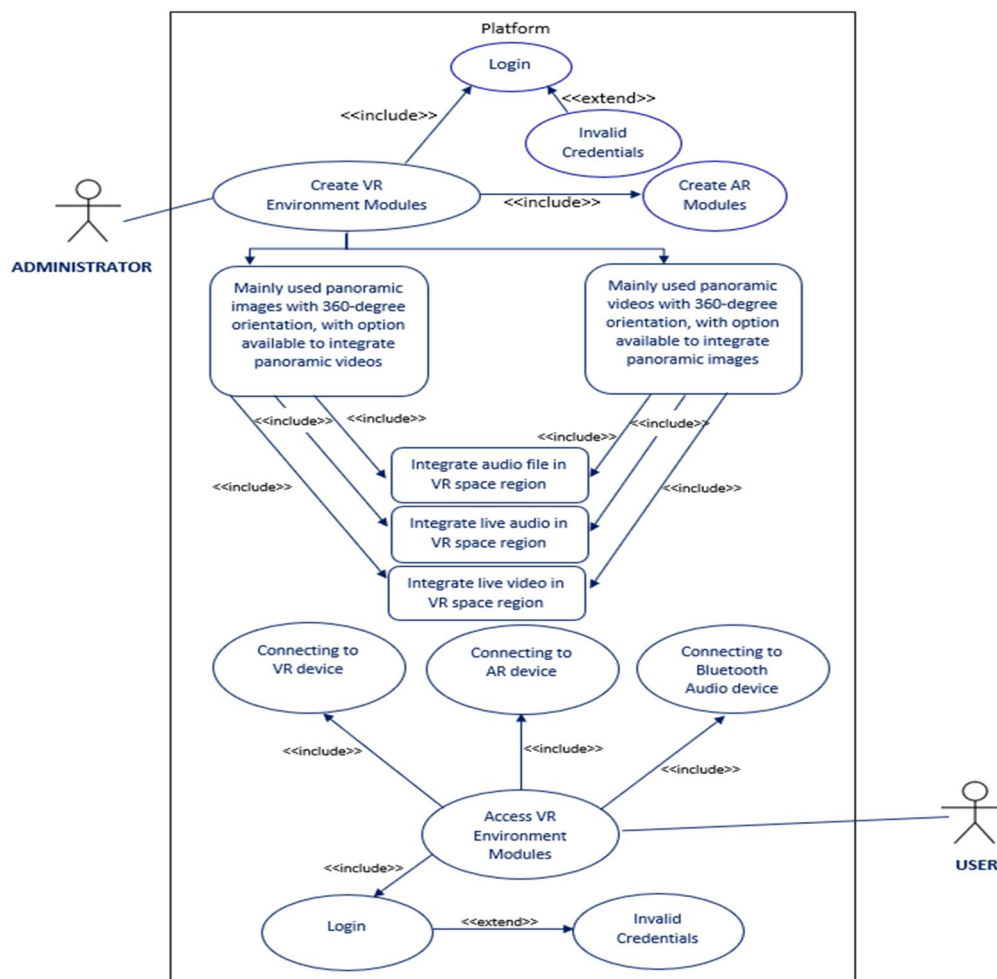 Platform
Login
<<include>>
<<extend>>
Invalid
Credentials
Create VR
Environment Modules
<<include>>
Create AR
Modules
ADMINISTRATOR
Mainly used panoramic
images with 360-degree
orientation, with option
available to integrate
panoramic videos
Mainly used panoramic
videos with 360-degree
orientation, with option
available to integrate
panoramic images
<<include>>
<<include>>
<<include>>
<<include>>
<<include>>
<<include>>
Integrate audio file in
VR space region
Integrate live audio in
VR space region
Integrate live video in
VR space region
Connecting to
VR device
Connecting to
AR device
Connecting to
Bluetooth
Audio device
<<include>>
<<include>>
<<include>>
Access VR
Environment
Modules
USER
<<include>>
Login
<<extend>>
Invalid
Credentials